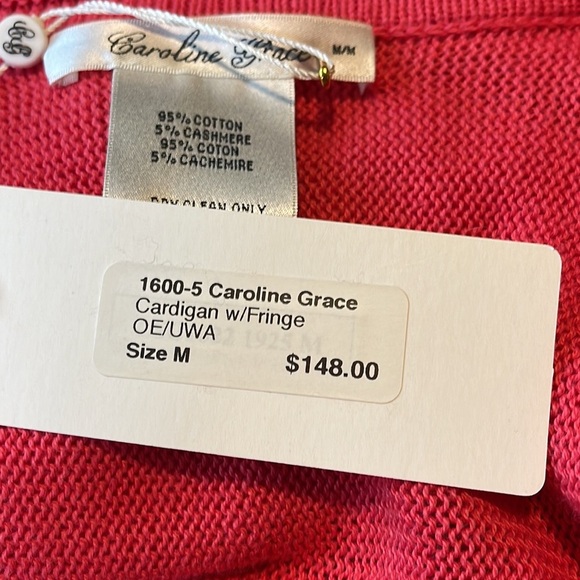 Caroline Grace M/M
95% COTTON
5% CASHMERE
95% COTON
5% CACHEMIRE
DRY CLEAN ONLY
1600-5 Caroline Grace
Cardigan w/Fringe
OE/UWA
Size M $148.00